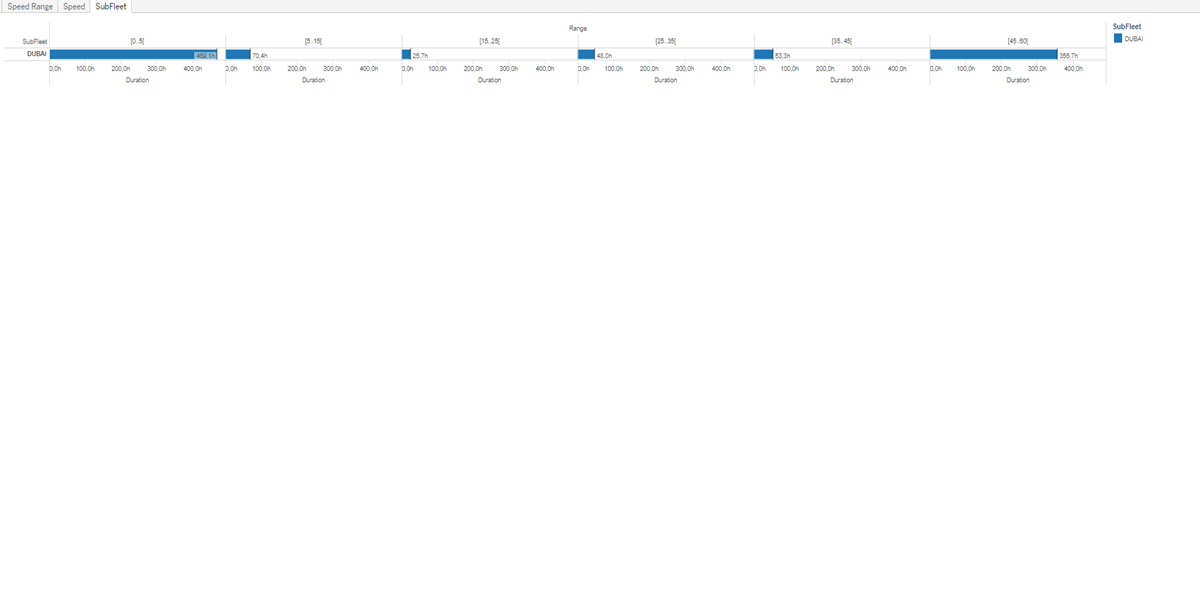 Speed Range Speed SubFleet
Range
SubFleet
SubFleet [0..5[ [5..15[ [15..25[ [25..35[ [35..45[ [45..60[
DUBAI
DUBAI 469,1h 70,4h 25,7h 48,0h 53,3h 355,7h
0,0h 100,0h 200,0h 300,0h 400,0h 0,0h 100,0h 200,0h 300,0h 400,0h 0,0h 100,0h 200,0h 300,0h 400,0h 0,0h 100,0h 200,0h 300,0h 400,0h 0,0h 100,0h 200,0h 300,0h 400,0h 0,0h 100,0h 200,0h 300,0h 400,0h
Duration Duration Duration Duration Duration Duration